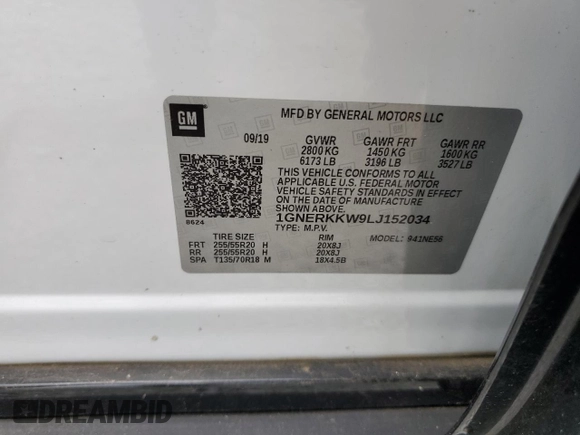 GM
MFD BY GENERAL MOTORS LLC
09/19 GVWR GAWR FRT GAWR RR
2800 KG 1450 KG 1600 KG
6173 LB 3196 LB 3527 LB
THIS VEHICLE CONFORMS TO ALL
APPLICABLE U.S. FEDERAL MOTOR
VEHICLE SAFETY STANDARDS IN EFFECT
ON THE DATE OF MANUFACTURE
SHOWN ABOVE.
1GNERKKW9LJ152034
8624
TYPE: M.P.V. MODEL: 941NE56
TIRE SIZE RIM
FRT 255/55R20 H 20X8J
RR 255/55R20 H 20X8J
SPA T135/70R18 M 18X4.5B
DREAMBID